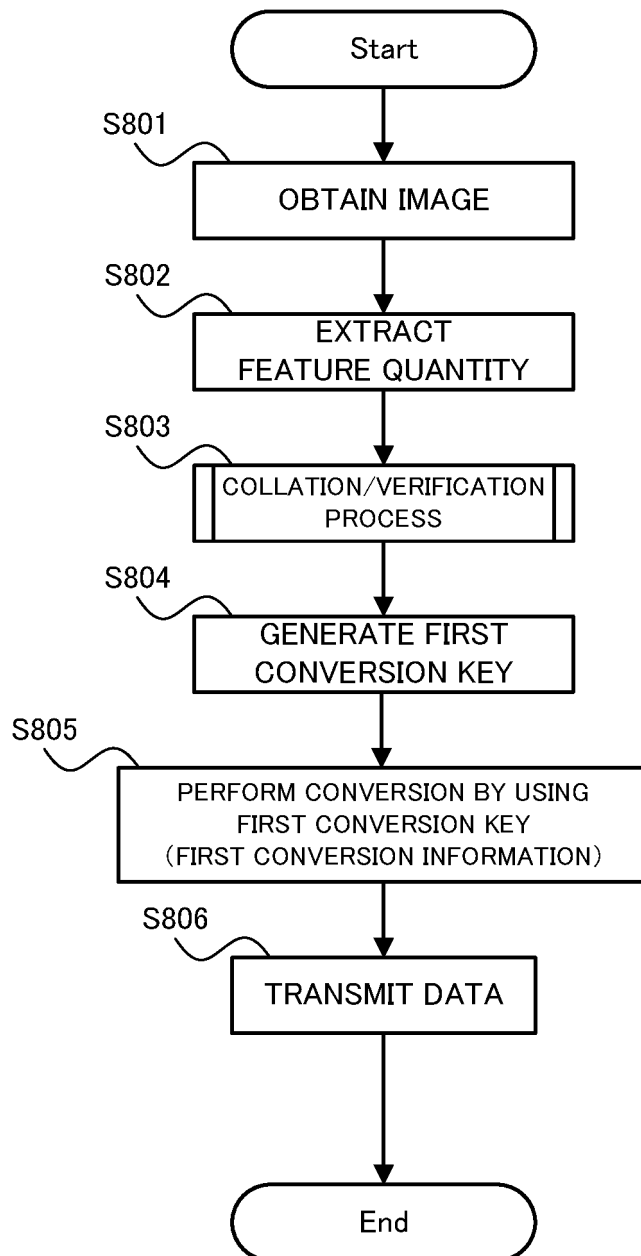 Start
S801
OBTAIN IMAGE
S802
EXTRACT
FEATURE QUANTITY
S803
COLLATION/VERIFICATION
PROCESS
S804
GENERATE FIRST
CONVERSION KEY
S805
PERFORM CONVERSION BY USING
FIRST CONVERSION KEY
(FIRST CONVERSION INFORMATION)
S806
TRANSMIT DATA
End